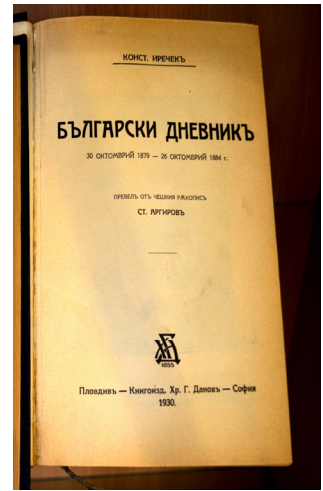 КОНСТ. ИРЕЧЕКЪ
БЪЛГАРСКИ ДНЕВНИКЪ
30 ОКТОМВРИЙ 1879 — 26 ОКТОМВРИЙ 1884 г.
ПРЕВЕЛЪ ОТЪ ЧЕШКИЯ РѪКОПИСЪ
СТ. АРГИРОВЪ
1855
Пловдивъ — Книгоизд. Хр. Г. Дановъ — София
1930.